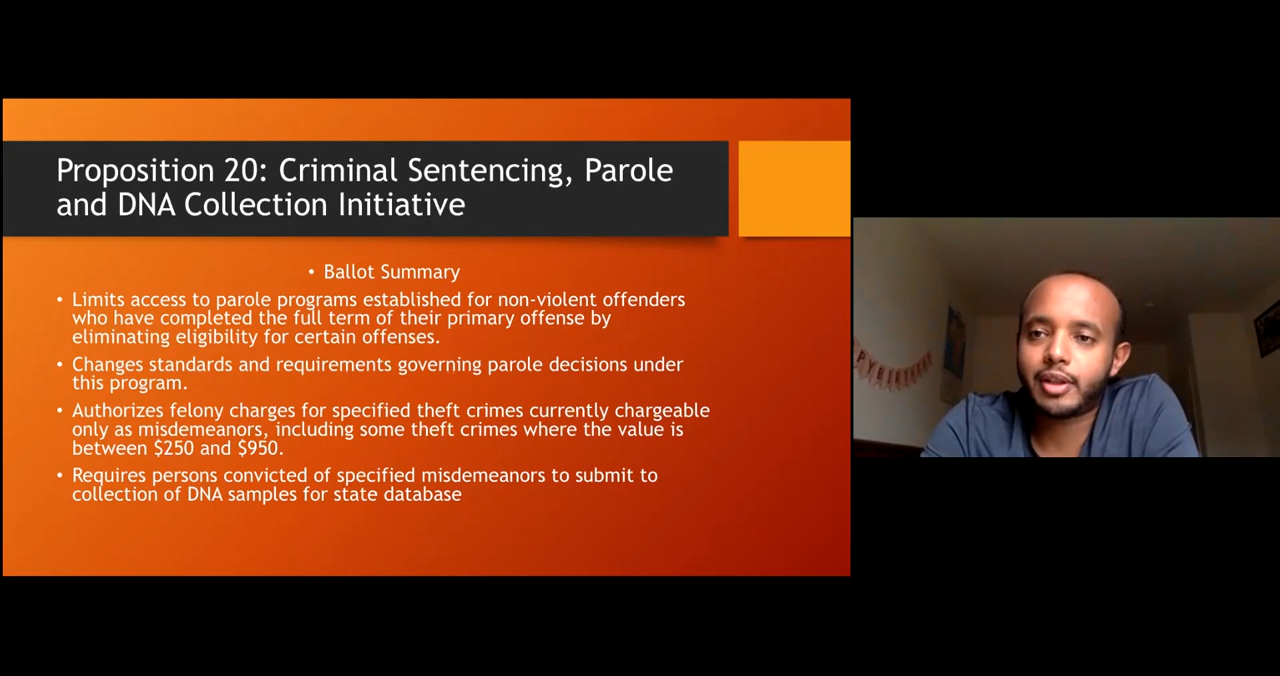 Proposition 20: Criminal Sentencing, Parole
and DNA Collection Initiative
• Ballot Summary
• Limits access to parole programs established for non-violent offenders
who have completed the full term of their primary offense by
eliminating eligibility for certain offenses.
• Changes standards and requirements governing parole decisions under
this program.
• Authorizes felony charges for specified theft crimes currently chargeable
only as misdemeanors, including some theft crimes where the value is
between $250 and $950.
• Requires persons convicted of specified misdemeanors to submit to
collection of DNA samples for state database